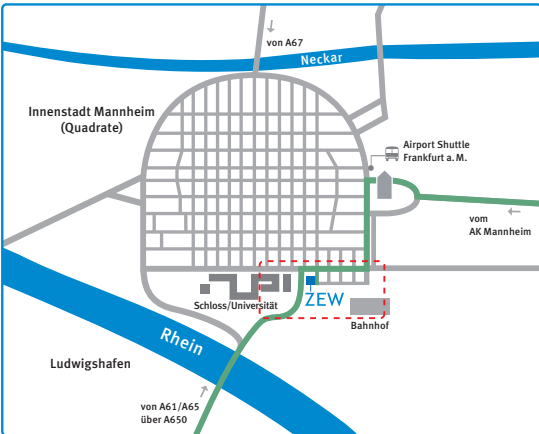 von A67
Neckar
Innenstadt Mannheim
(Quadrate)
Airport Shuttle
Frankfurt a. M.
vom
AK Mannheim
Schloss/Universität
ZEW
Bahnhof
Rhein
Ludwigshafen
von A61/A65
über A650